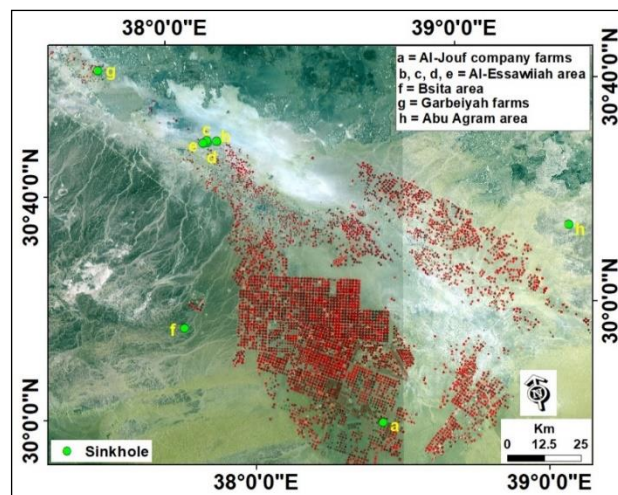 38°0'0"E
39°0'0"E
a = Al-Jouf company farms
b, c, d, e = Al-Essawiiah area
f = Bsita area
g = Garbeiyah farms
h = Abu Agram area
30°40'0"N
30°40'0"N
g
c
b
e
d
h
30°0'0"N
f
a
30°0'0"N
N
Km
0 12.5 25
Sinkhole
38°0'0"E
39°0'0"E